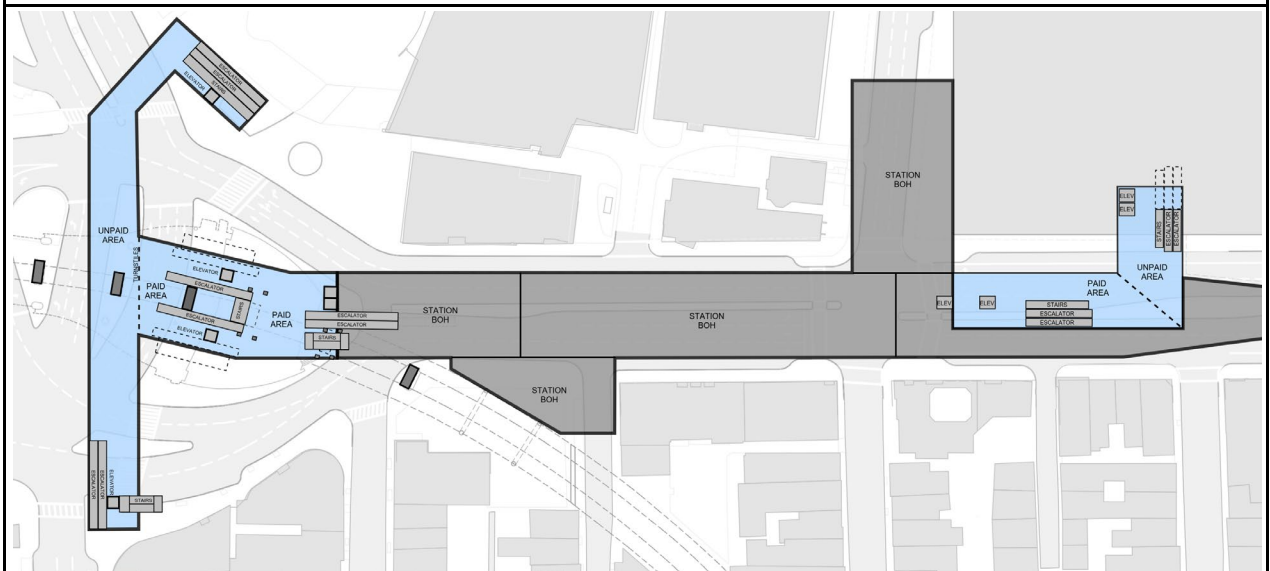 ESCALATOR
ESCALATOR
STAIRS
ELEVATOR
UNPAID
AREA
TURNSTILES
ELEVATOR
ESCALATOR
PAID
AREA
STAIRS
ESCALATOR
ELEVATOR
PAID
AREA
ESCALATOR
ESCALATOR
STAIRS
ESCALATOR
ESCALATOR
ELEVATOR
STAIRS
STATION
BOH
STATION
BOH
STATION
BOH
STATION
BOH
ELEV
ELEV
STAIRS
ESCALATOR
ESCALATOR
UNPAID
AREA
PAID
AREA
ELEV
ELEV
STAIRS
ESCALATOR
ESCALATOR